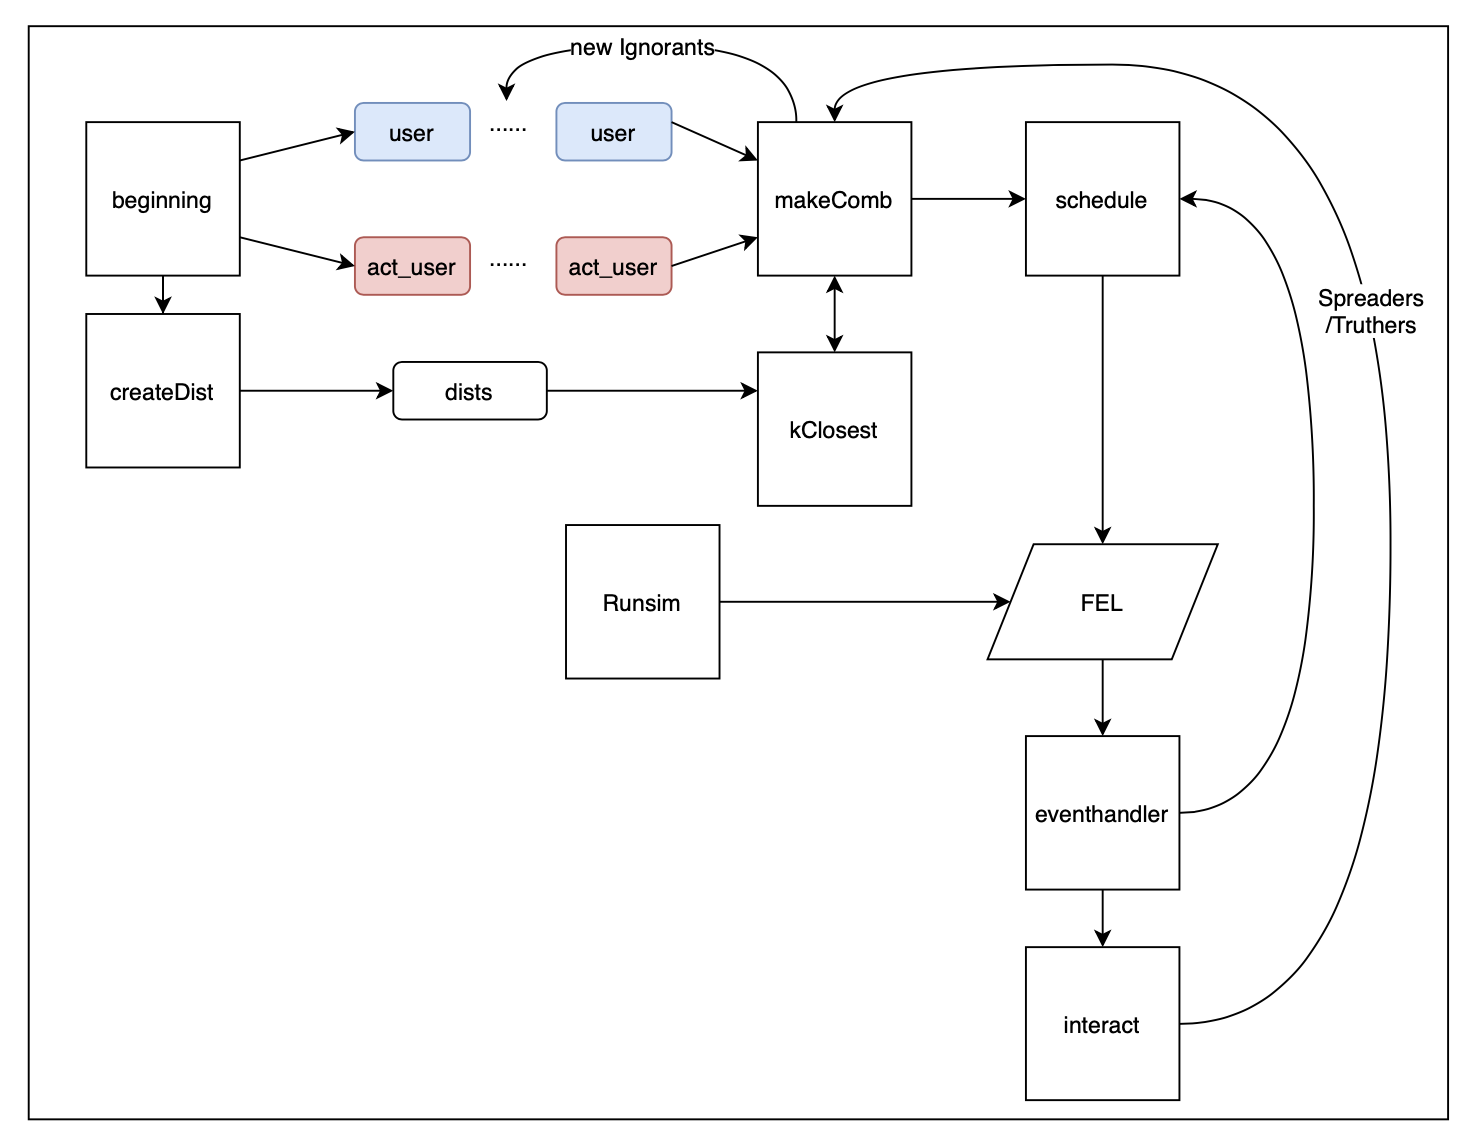 new Ignorants
user
......
user
beginning
makeComb
schedule
act_user
......
act_user
Spreaders
/Truthers
createDist
dists
kClosest
Runsim
FEL
eventhandler
interact